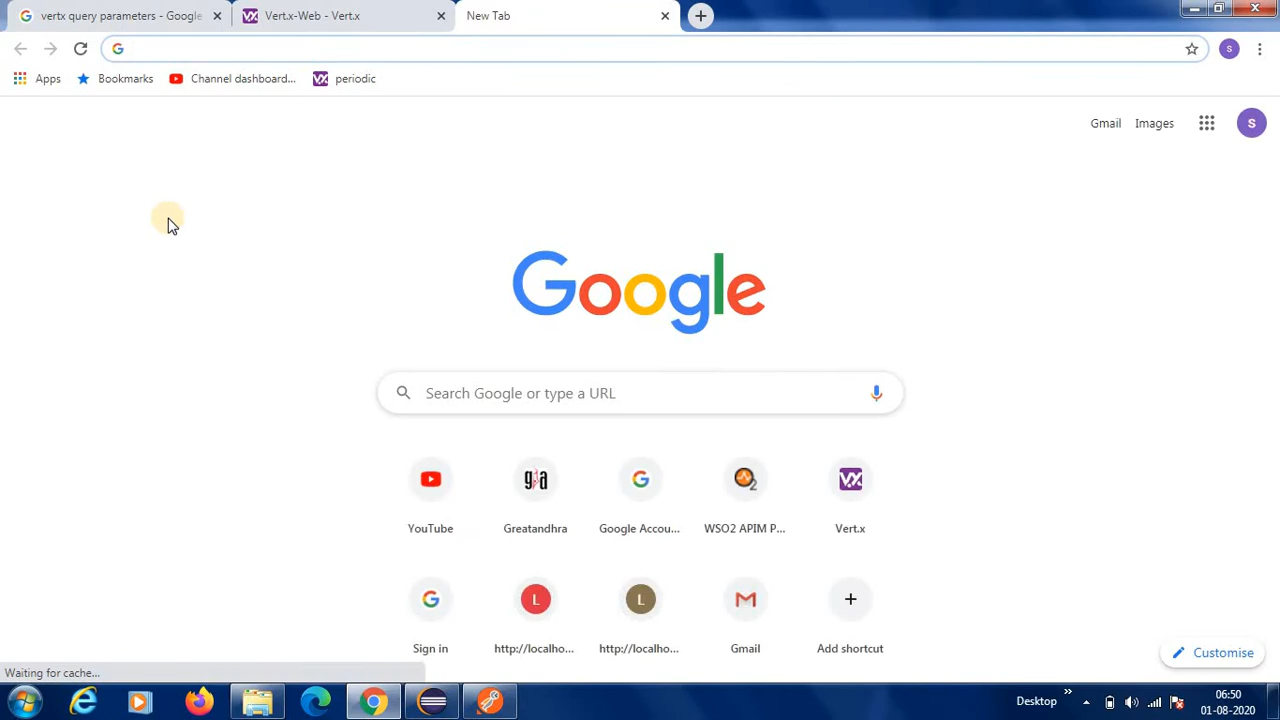 vertx query parameters - Google
Vert.x-Web - Vert.x
New Tab
S
Apps
Bookmarks
Channel dashboard...
periodic
Gmail
Images
S
Google
Search Google or type a URL
YouTube
Greatandhra
Google Accou...
WSO2 APIM P...
Vert.x
Sign in
http://localho...
http://localho...
Gmail
Add shortcut
Customise
Waiting for cache...
Desktop
06:50
01-08-2020